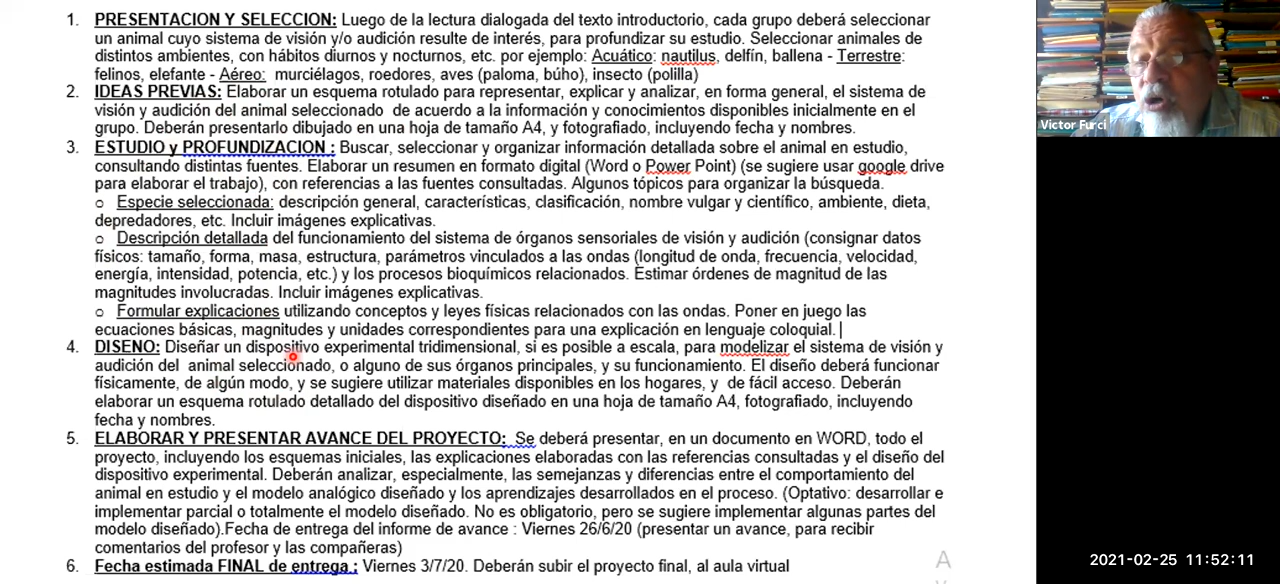 1. PRESENTACION Y SELECCION: Luego de la lectura dialogada del texto introductorio, cada grupo deberá seleccionar
un animal cuyo sistema de visión y/o audición resulte de interés, para profundizar su estudio. Seleccionar animales de
distintos ambientes, con hábitos diurnos y nocturnos, etc. por ejemplo: Acuático: nautilus, delfín, ballena - Terrestre:
felinos, elefante - Aéreo: murciélagos, roedores, aves (paloma, búho), insecto (polilla)
2. IDEAS PREVIAS: Elaborar un esquema rotulado para representar, explicar y analizar, en forma general, el sistema de
visión y audición del animal seleccionado de acuerdo a la información y conocimientos disponibles inicialmente en el
grupo. Deberán presentarlo dibujado en una hoja de tamaño A4, y fotografiado, incluyendo fecha y nombres.
3. ESTUDIO y PROFUNDIZACION : Buscar, seleccionar y organizar información detallada sobre el animal en estudio,
consultando distintas fuentes. Elaborar un resumen en formato digital (Word o Power Point) (se sugiere usar google drive
para elaborar el trabajo), con referencias a las fuentes consultadas. Algunos tópicos para organizar la búsqueda.
o Especie seleccionada: descripción general, características, clasificación, nombre vulgar y científico, ambiente, dieta,
depredadores, etc. Incluir imágenes explicativas.
o Descripción detallada del funcionamiento del sistema de órganos sensoriales de visión y audición (consignar datos
físicos: tamaño, forma, masa, estructura, parámetros vinculados a las ondas (longitud de onda, frecuencia, velocidad,
energía, intensidad, potencia, etc.) y los procesos bioquímicos relacionados. Estimar órdenes de magnitud de las
magnitudes involucradas. Incluir imágenes explicativas.
o Formular explicaciones utilizando conceptos y leyes físicas relacionados con las ondas. Poner en juego las
ecuaciones básicas, magnitudes y unidades correspondientes para una explicación en lenguaje coloquial.
4. DISENO: Diseñar un dispositivo experimental tridimensional, si es posible a escala, para modelizar el sistema de visión y
audición del animal seleccionado, o alguno de sus órganos principales, y su funcionamiento. El diseño deberá funcionar
físicamente, de algún modo, y se sugiere utilizar materiales disponibles en los hogares, y de fácil acceso. Deberán
elaborar un esquema rotulado detallado del dispositivo diseñado en una hoja de tamaño A4, fotografiado, incluyendo
fecha y nombres.
5. ELABORAR Y PRESENTAR AVANCE DEL PROYECTO: Se deberá presentar, en un documento en WORD, todo el
proyecto, incluyendo los esquemas iniciales, las explicaciones elaboradas con las referencias consultadas y el diseño del
dispositivo experimental. Deberán analizar, especialmente, las semejanzas y diferencias entre el comportamiento del
animal en estudio y el modelo analógico diseñado y los aprendizajes desarrollados en el proceso. (Optativo: desarrollar e
implementar parcial o totalmente el modelo diseñado. No es obligatorio, pero se sugiere implementar algunas partes del
modelo diseñado).Fecha de entrega del informe de avance : Viernes 26/6/20 (presentar un avance, para recibir
comentarios del profesor y las compañeras)
6. Fecha estimada FINAL de entrega : Viernes 3/7/20. Deberán subir el proyecto final, al aula virtual
Victor Furci
2021-02-25 11:52:11